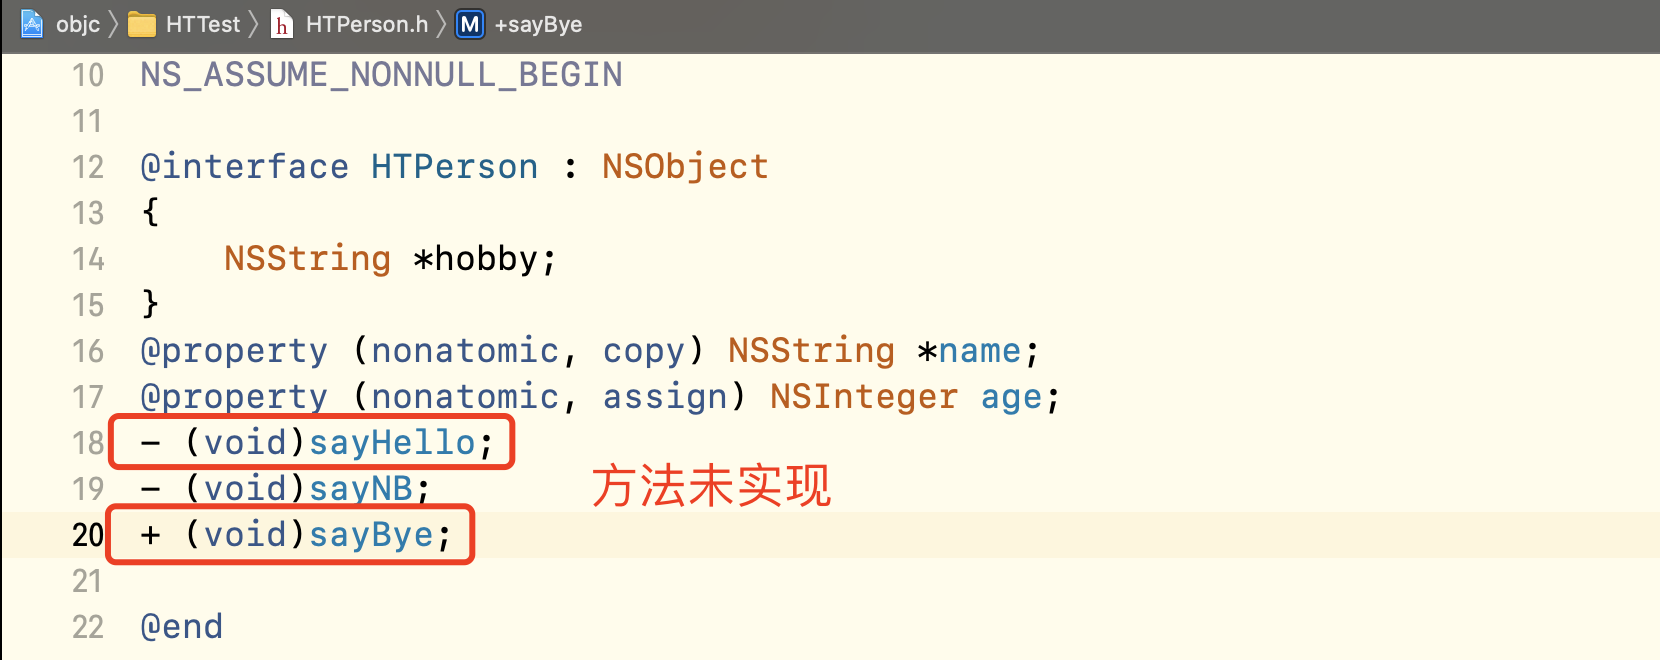 objc HTTest h HTPerson.h M +sayBye
10 NS_ASSUME_NONNULL_BEGIN
11
12 @interface HTPerson : NSObject
13 {
14 NSString *hobby;
15 }
16 @property (nonatomic, copy) NSString *name;
17 @property (nonatomic, assign) NSInteger age;
18 - (void)sayHello;
19 - (void)sayNB;
方法未实现
20 + (void)sayBye;
21
22 @end